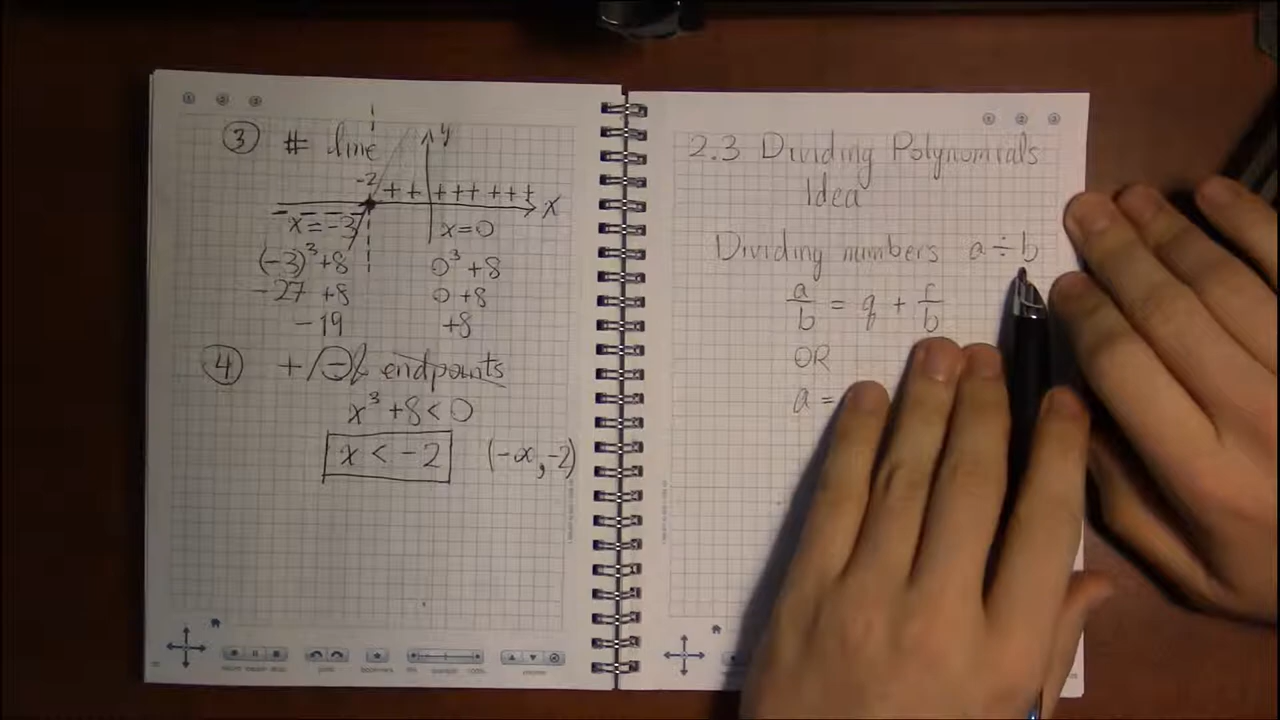 ③ # line
y
-2 + + + + + + + +
- - - - - x
x = -3 x = 0
(-3)³ + 8 0³ + 8
-27 + 8 0 + 8
-19 +8
④ +/⊖ & endpoints
x³ + 8 < 0
x < -2 (-∞, -2)
2.3 Dividing Polynomials
Idea
Dividing numbers a ÷ b
a/b = q + r/b
OR
a =